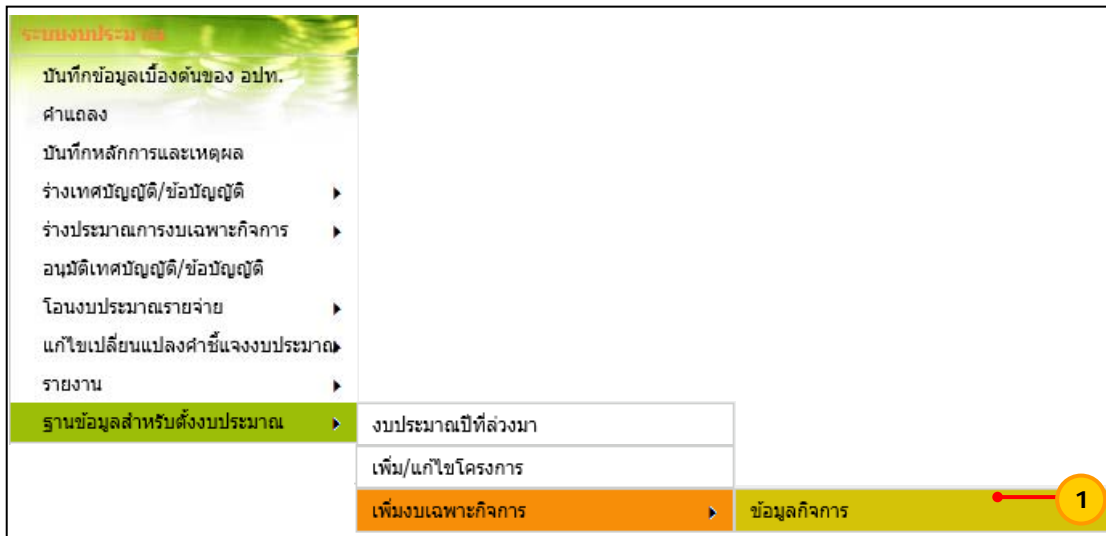 ระบบงบประมาณ
บันทึกข้อมูลเบื้องต้นของ อปท.
คำแถลง
บันทึกหลักการและเหตุผล
ร่างเทศบัญญัติ/ข้อบัญญัติ
ร่างประมาณการงบเฉพาะกิจการ
อนุมัติเทศบัญญัติ/ข้อบัญญัติ
โอนงบประมาณรายจ่าย
แก้ไขเปลี่ยนแปลงคำชี้แจงงบประมาณ
รายงาน
ฐานข้อมูลสำหรับตั้งงบประมาณ
งบประมาณปีที่ล่วงมา
เพิ่ม/แก้ไขโครงการ
เพิ่มงบเฉพาะกิจการ
ข้อมูลกิจการ
1